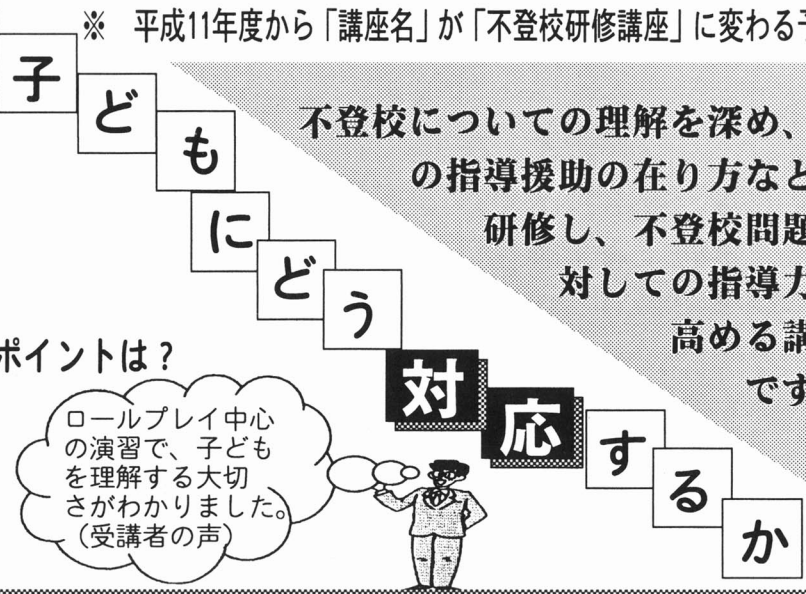 ※ 平成11年度から「講座名」が「不登校研修講座」に変わる
子どもにどう対応するか
不登校についての理解を深め、
の指導援助の在り方など
研修し、不登校問題
対しての指導力
高める講
です
ポイントは？
ロールプレイ中心
の演習で、子ども
を理解する大切
さがわかりました。
（受講者の声）